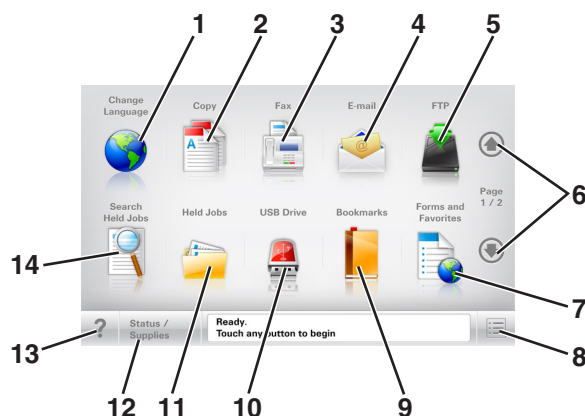 1
2
3
4
5
Change
Language
Copy
Fax
E-mail
FTP
A
@
6
Page
1 / 2
Search
Held Jobs
Held Jobs
USB Drive
Bookmarks
Forms and
Favorites
14
7
?
Status /
Supplies
Ready.
Touch any button to begin
13
12
11
10
9
8